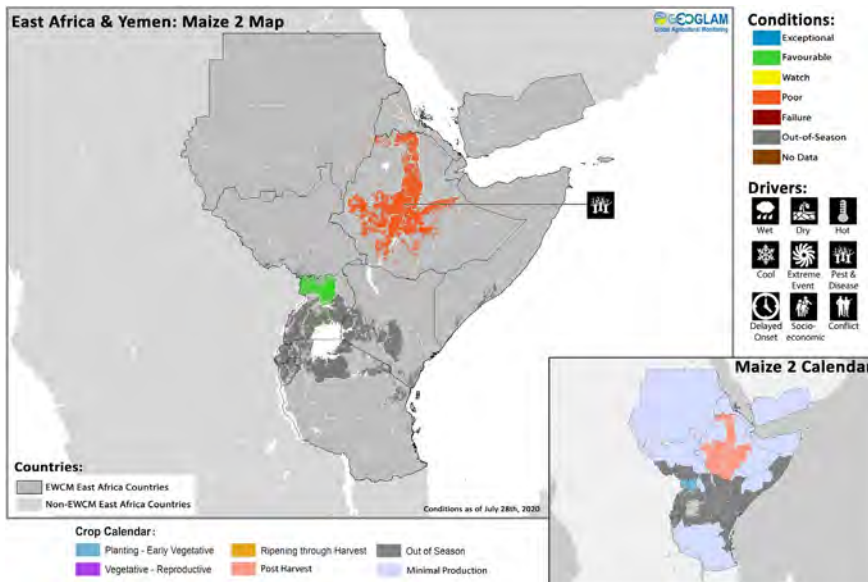 East Africa & Yemen: Maize 2 Map
GEOGLAM
Global Agricultural Monitoring
Conditions:
Exceptional
Favourable
Watch
Poor
Failure
Out-of-Season
No Data
Drivers:
Wet
Dry
Hot
Cool
Extreme Event
Pest & Disease
Delayed Onset
Socio-economic
Conflict
Maize 2 Calendar
Countries:
EWCM East Africa Countries
Non-EWCM East Africa Countries
Conditions as of July 28th, 2020
Crop Calendar:
Planting - Early Vegetative
Ripening through Harvest
Out of Season
Vegetative - Reproductive
Post Harvest
Minimal Production